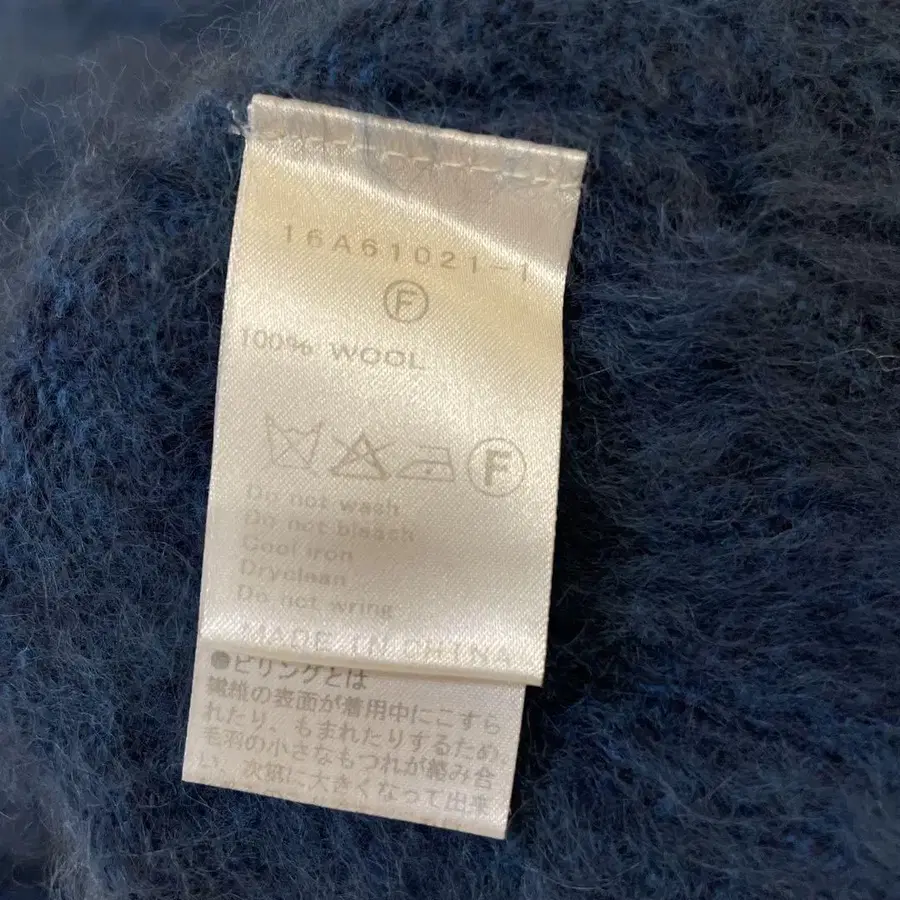 16A61021-1
F
100% WOOL
F
Do not wash
Do not bleach
Cool iron
Dryclean
Do not wring
MADE IN CHINA
●ピリングとは
繊維の表面が着用中にこすら
れたり、もまれたりするため
毛羽の小さなもつれが絡み合
い、次第に大きくなって出来